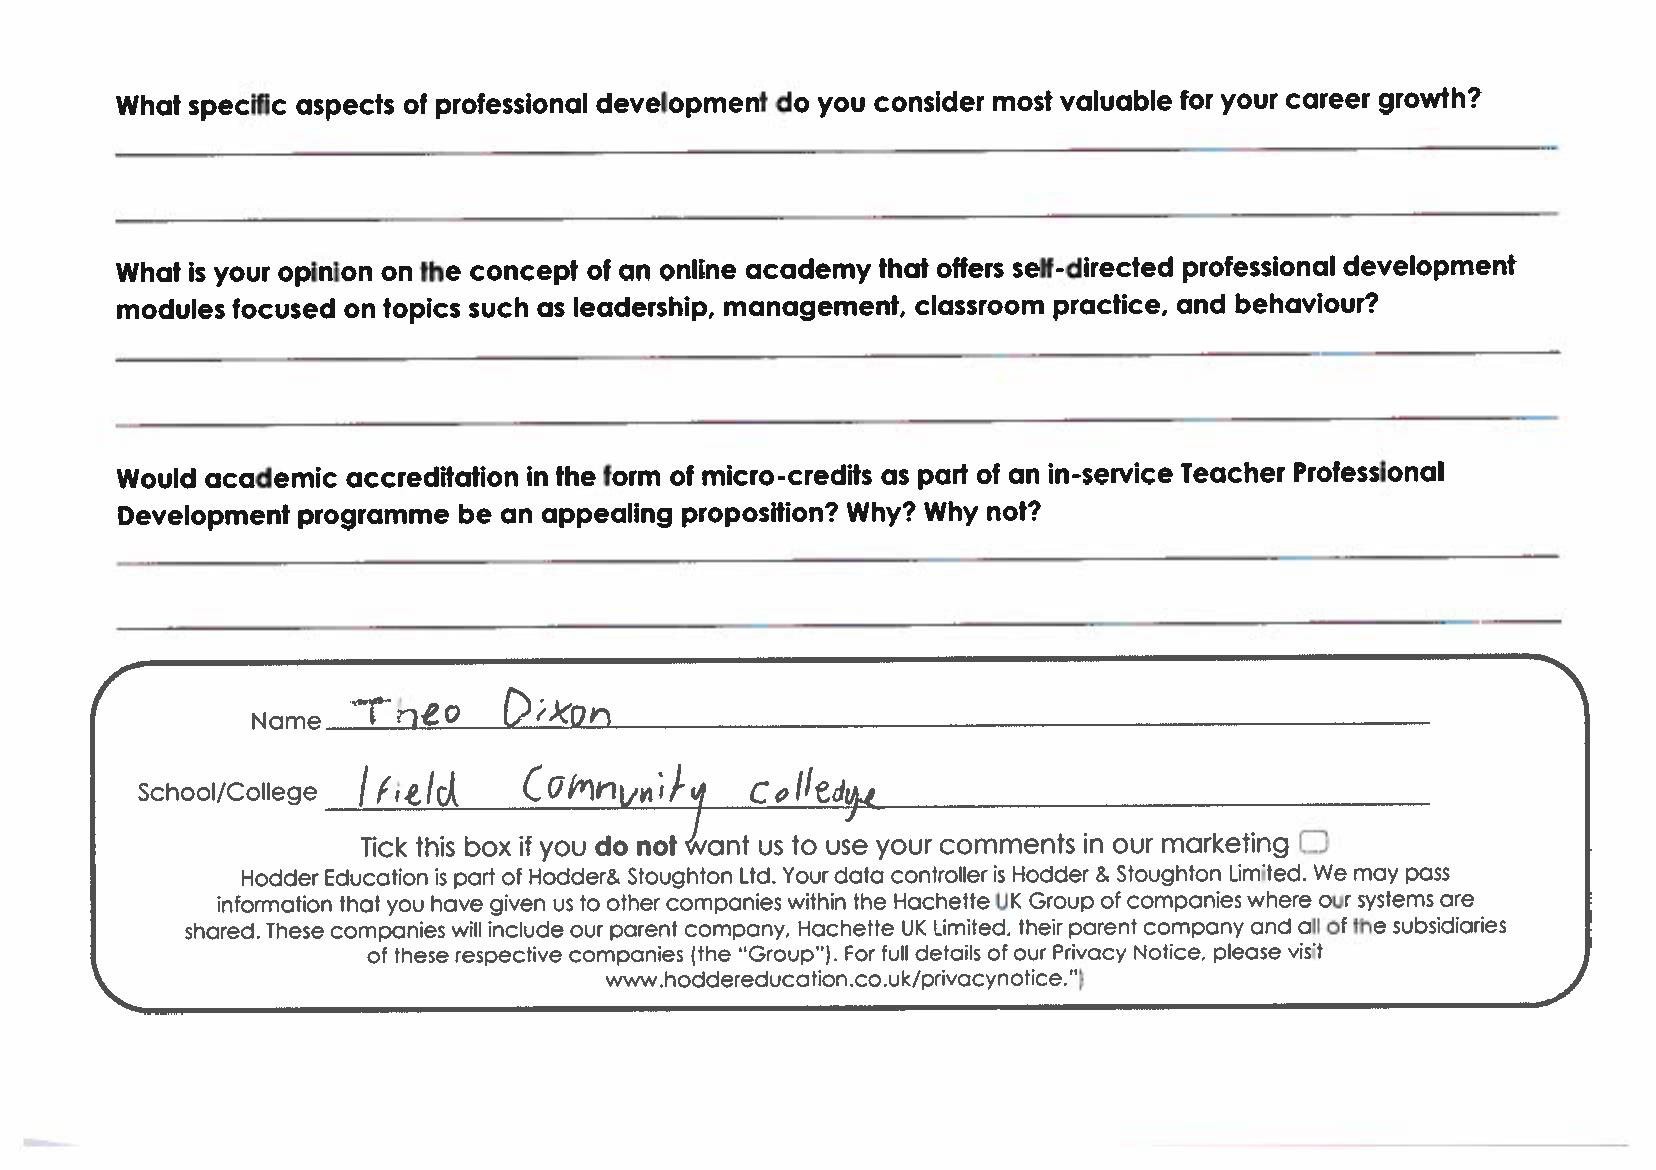 What specific aspects of professional development do you consider most valuable for your career growth?
What is your opinion on the concept of an online academy that offers self-directed professional development
modules focused on topics such as leadership, management, classroom practice, and behaviour?
Would academic accreditation in the form of micro-credits as part of an in-service Teacher Professional
Development programme be an appealing proposition? Why? Why not?
Name Theo Dixon
School/College Ifield Comnunity colledge
Tick this box if you do not want us to use your comments in our marketing
Hodder Education is part of Hodder& Stoughton Ltd. Your data controller is Hodder & Stoughton Limited. We may pass
information that you have given us to other companies within the Hachette UK Group of companies where our systems are
shared. These companies will include our parent company, Hachette UK Limited, their parent company and all of the subsidiaries
of these respective companies (the "Group"). For full details of our Privacy Notice, please visit
www.hoddereducation.co.uk/privacynotice.")